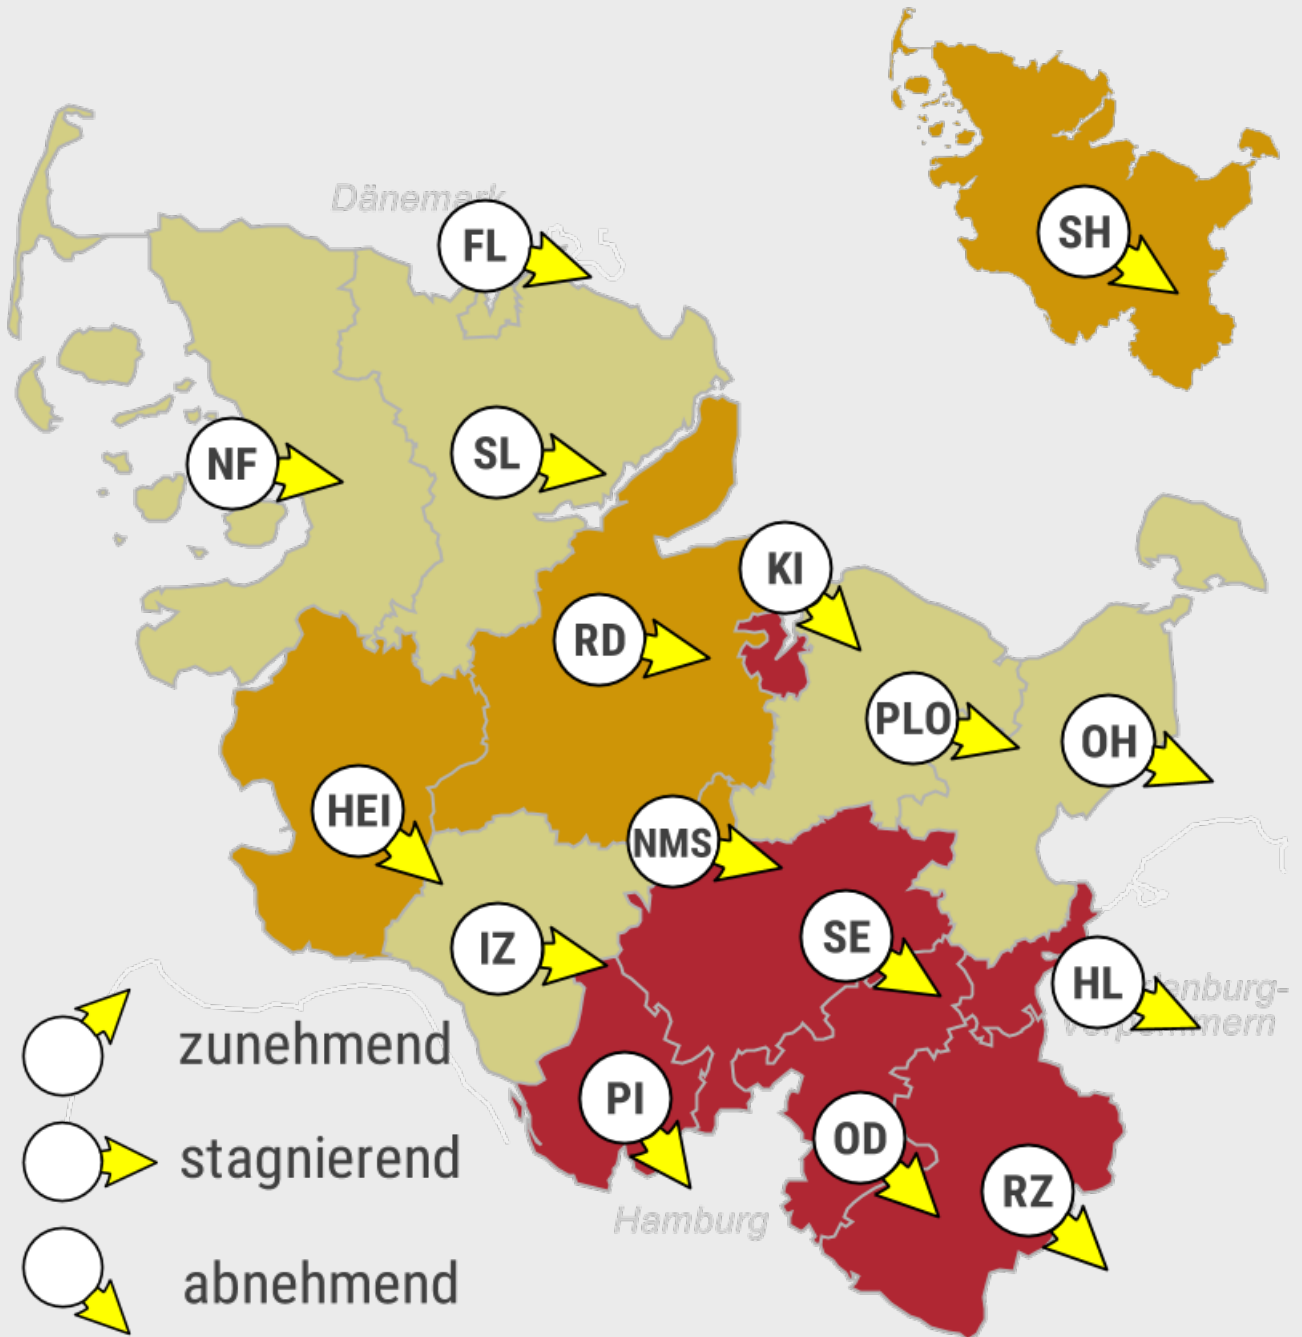 Dänemark
FL
SH
NF
SL
KI
RD
PLO
OH
HEI
NMS
SE
IZ
HL
zunehmend
PI
OD
stagnierend
RZ
Hamburg
abnehmend